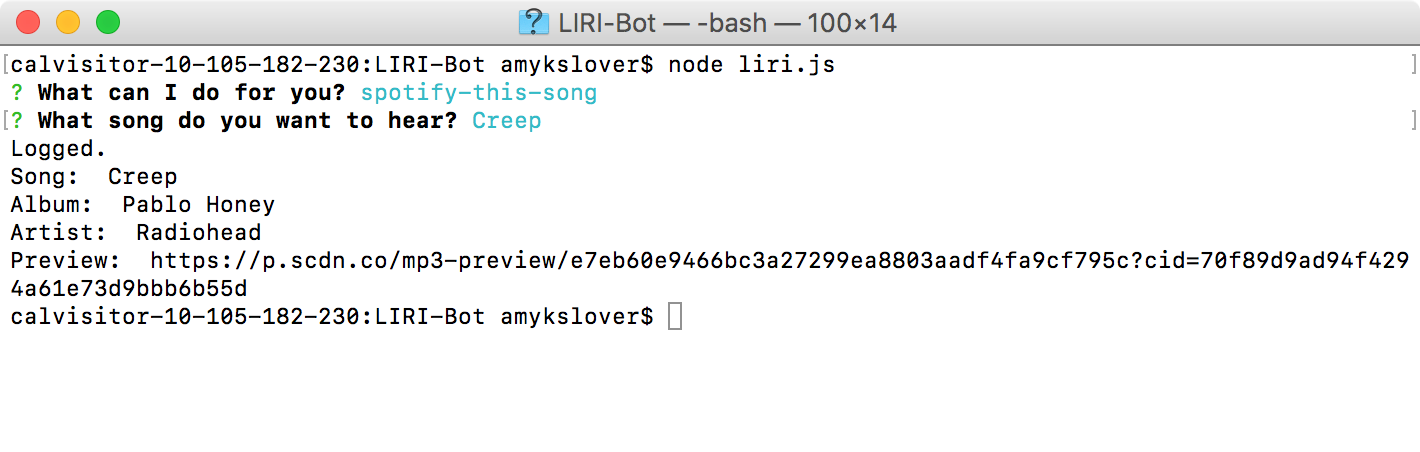 LIRI-Bot — -bash — 100×14
[calvisitor-10-105-182-230:LIRI-Bot amykslover$ node liri.js ]
? What can I do for you? spotify-this-song
[? What song do you want to hear? Creep ]
Logged.
Song:  Creep
Album:  Pablo Honey
Artist:  Radiohead
Preview:  https://p.scdn.co/mp3-preview/e7eb60e9466bc3a27299ea8803aadf4fa9cf795c?cid=70f89d9ad94f429
4a61e73d9bbb6b55d
calvisitor-10-105-182-230:LIRI-Bot amykslover$